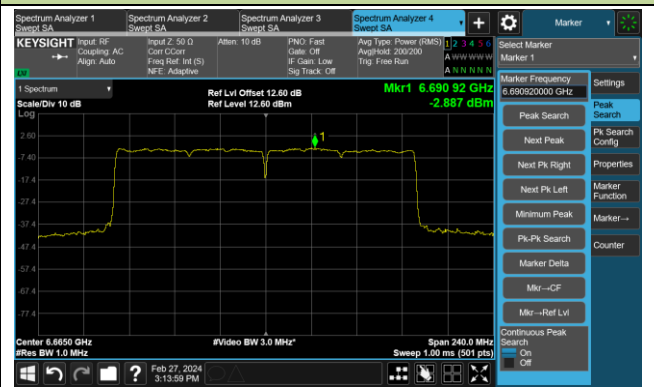 Spectrum Analyzer 1
Swept SA
Spectrum Analyzer 2
Swept SA
Spectrum Analyzer 3
Swept SA
Spectrum Analyzer 4
Swept SA
Marker
KEYSIGHT
Input: RF
Coupling: AC
Align: Auto
Input Z: 50 Ω
Corr CCorr
Freq Ref: Int (S)
NFE: Adaptive
Atten: 10 dB
PNO: Fast
Gate: Off
IF Gain: Low
Sig Track: Off
Avg Type: Power (RMS)
Avg|Hold: 200/200
Trig: Free Run
1 2 3 4 5 6
A W W W W W
A N N N N N
Select Marker
Marker 1
1 Spectrum
Scale/Div 10 dB
Log
Ref Lvl Offset 12.60 dB
Ref Level 12.60 dBm
Mkr1 6.690 92 GHz
-2.887 dBm
2.60
-7.40
-17.4
-27.4
-37.4
-47.4
-57.4
-67.4
-77.4
1
Center 6.6650 GHz
#Res BW 1.0 MHz
#Video BW 3.0 MHz*
Span 240.0 MHz
Sweep 1.00 ms (501 pts)
Marker Frequency
6.690920000 GHz
Peak Search
Next Peak
Next Pk Right
Next Pk Left
Minimum Peak
Pk-Pk Search
Marker Delta
Mkr→CF
Mkr→Ref Lvl
Continuous Peak
Search
On
Off
Settings
Peak
Search
Pk Search
Config
Properties
Marker
Function
Marker→
Counter
Feb 27, 2024
3:13:59 PM